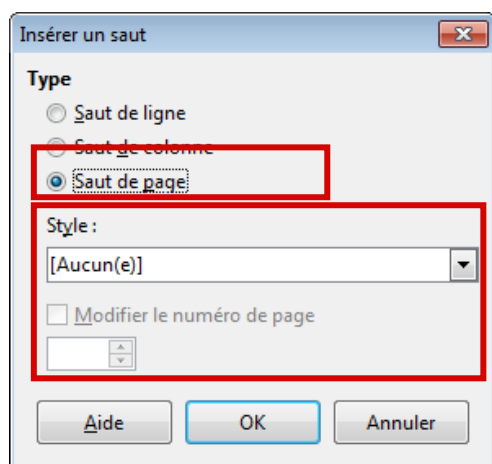 Insérer un saut
Type
Saut de ligne
Saut de colonne
Saut de page
Style :
[Aucun(e)]
Modifier le numéro de page
Aide OK Annuler